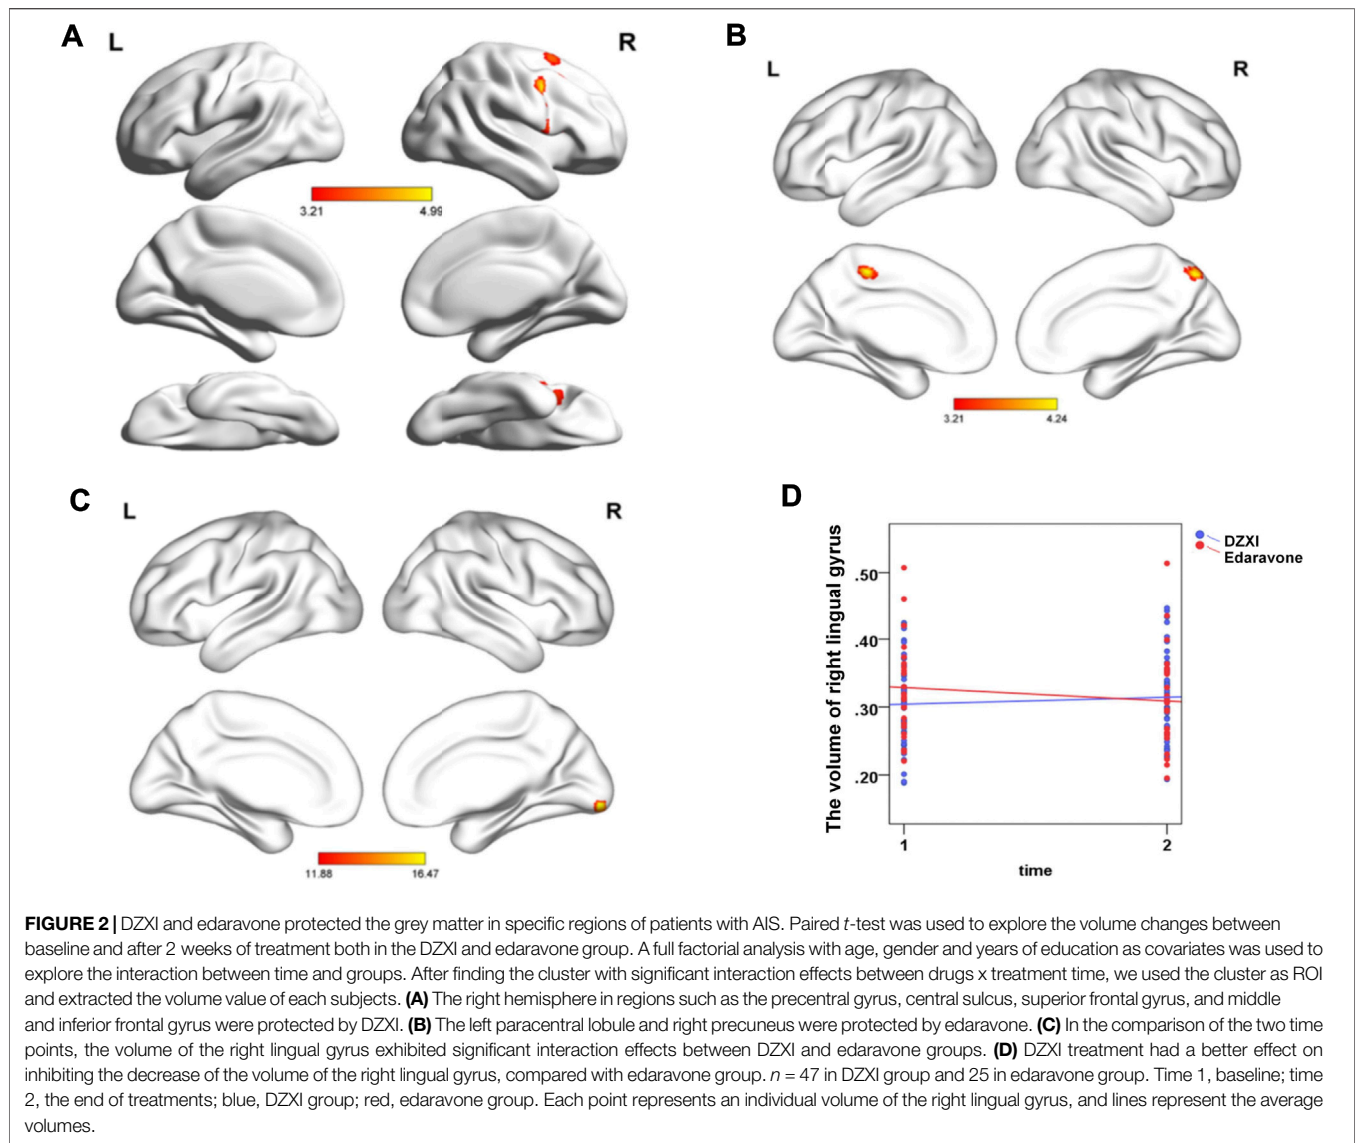 A
L
R
3.21
4.99
B
L
R
3.21
4.24
C
L
R
11.88
16.47
D
The volume of right lingual gyrus
.50
.40
.30
.20
1
2
time
DZXI
Edaravone
FIGURE 2 | DZXI and edaravone protected the grey matter in specific regions of patients with AIS. Paired t-test was used to explore the volume changes between
baseline and after 2 weeks of treatment both in the DZXI and edaravone group. A full factorial analysis with age, gender and years of education as covariates was used to
explore the interaction between time and groups. After finding the cluster with significant interaction effects between drugs x treatment time, we used the cluster as ROI
and extracted the volume value of each subjects. (A) The right hemisphere in regions such as the precentral gyrus, central sulcus, superior frontal gyrus, and middle
and inferior frontal gyrus were protected by DZXI. (B) The left paracentral lobule and right precuneus were protected by edaravone. (C) In the comparison of the two time
points, the volume of the right lingual gyrus exhibited significant interaction effects between DZXI and edaravone groups. (D) DZXI treatment had a better effect on
inhibiting the decrease of the volume of the right lingual gyrus, compared with edaravone group. n = 47 in DZXI group and 25 in edaravone group. Time 1, baseline; time
2, the end of treatments; blue, DZXI group; red, edaravone group. Each point represents an individual volume of the right lingual gyrus, and lines represent the average
volumes.